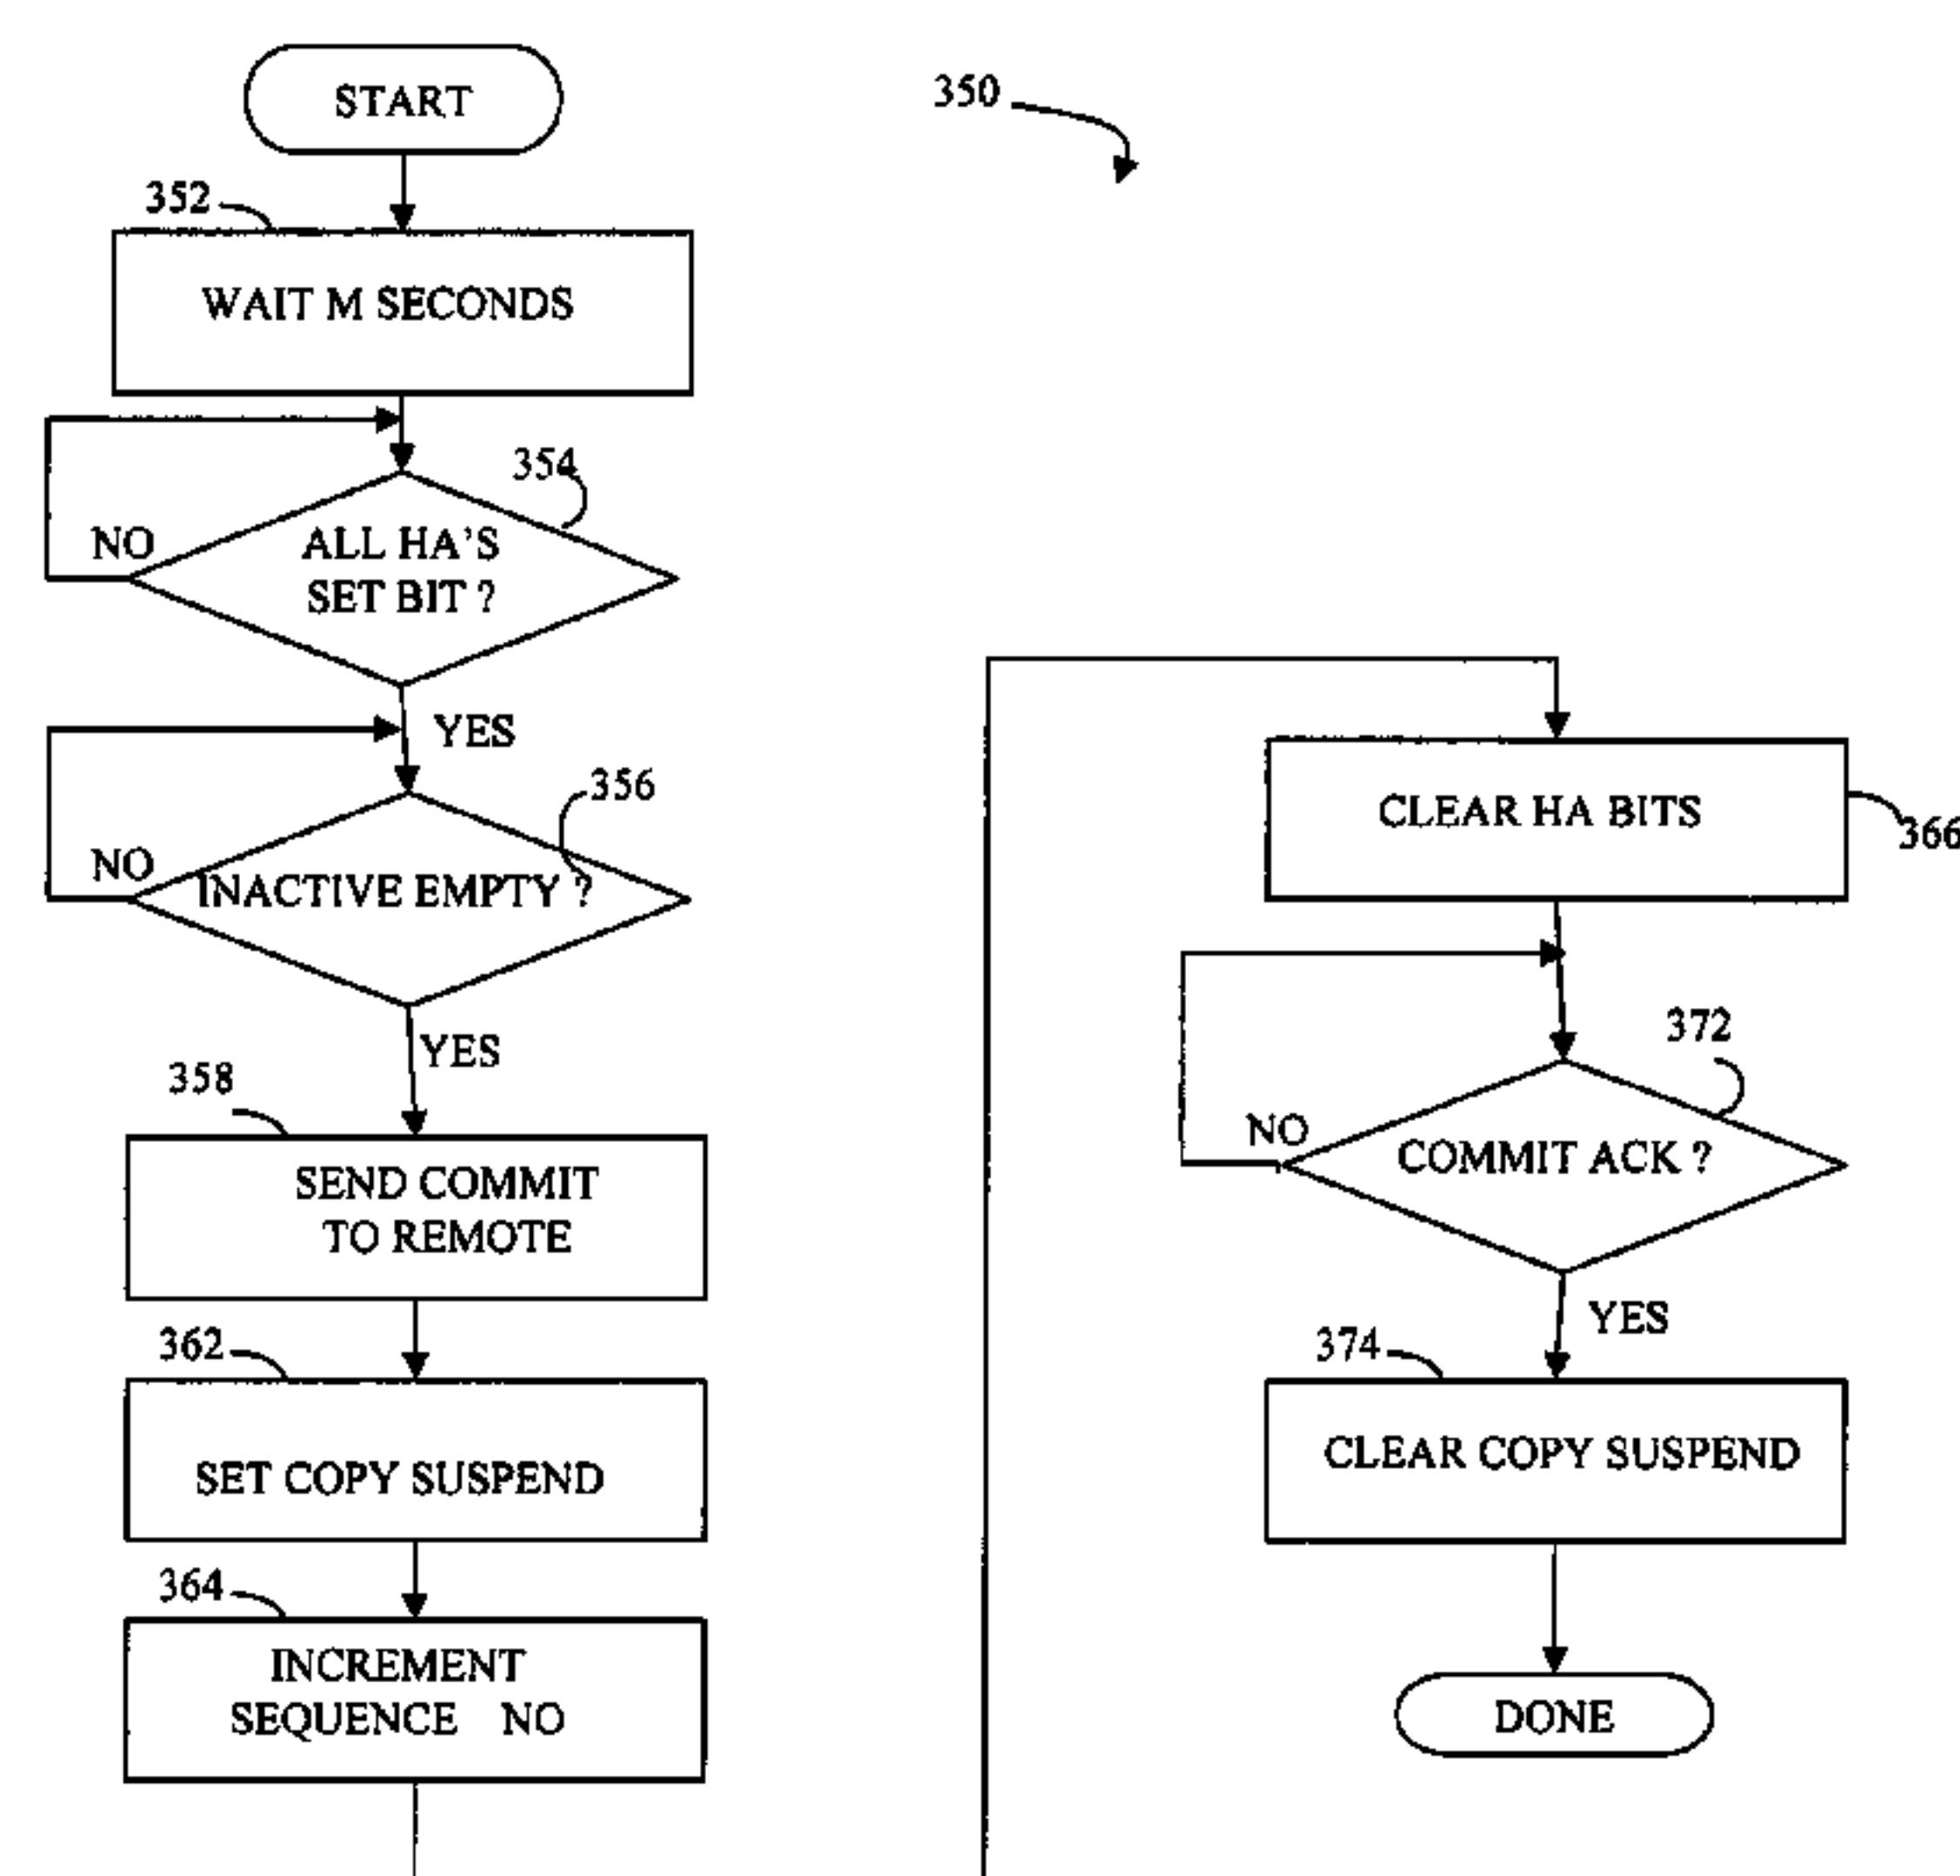 START
350
352
WAIT M SECONDS
354
NO
ALL HA'S
SET BIT ?
YES
356
NO
INACTIVE EMPTY ?
YES
358
SEND COMMIT
TO REMOTE
362
SET COPY SUSPEND
364
INCREMENT
SEQUENCE NO
CLEAR HA BITS
366
372
NO
COMMIT ACK ?
YES
374
CLEAR COPY SUSPEND
DONE